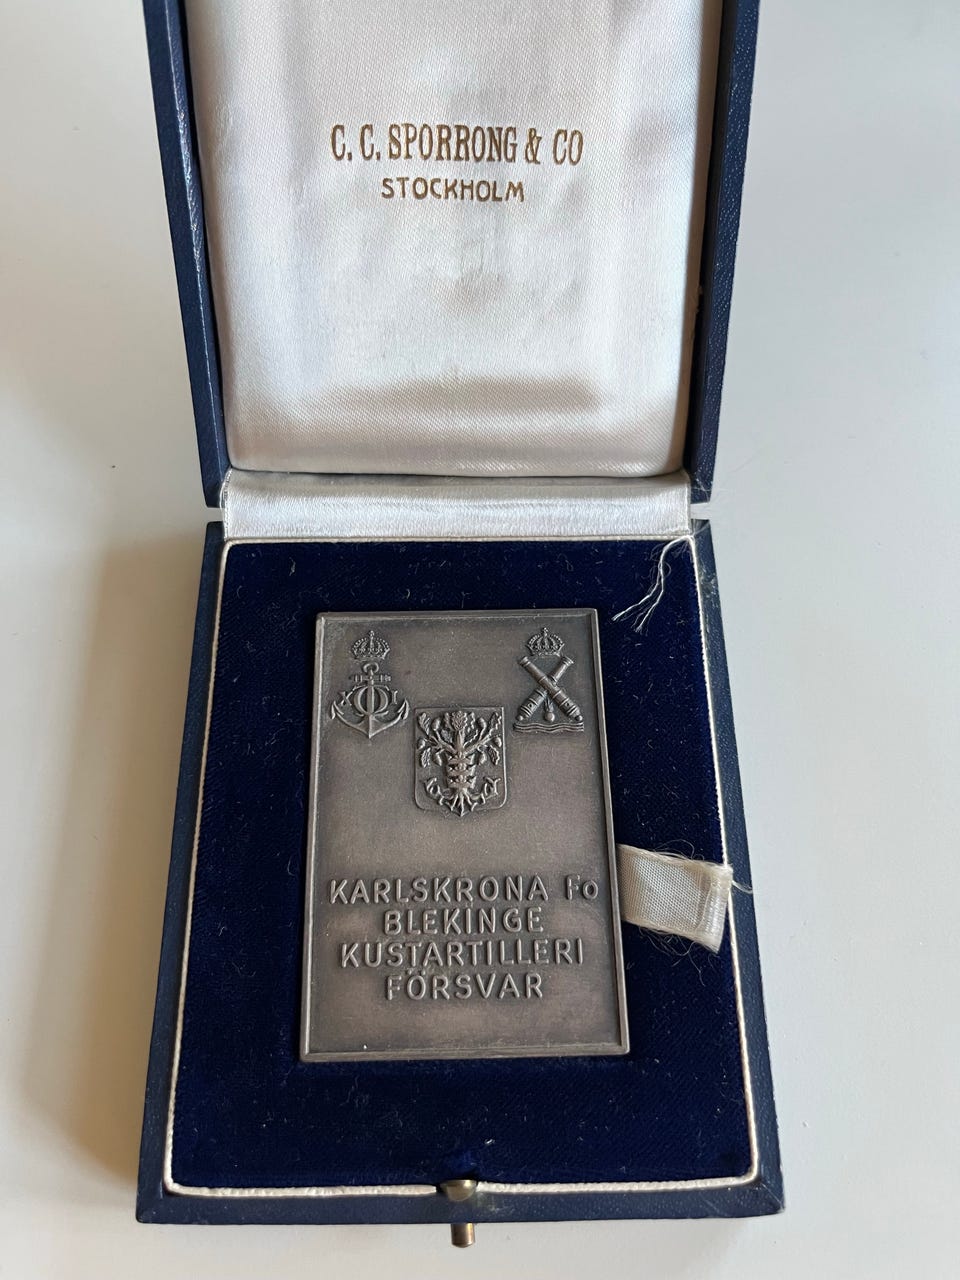 C. C. SPORRONG & CO
STOCKHOLM
KARLSKRONA Fo
BLEKINGE
KUSTARTILLERI
FÖRSVAR